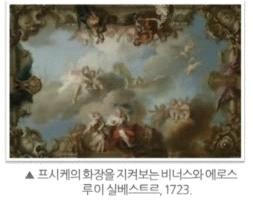 ▲ 프시케의 화장을 지켜보는 비너스와 에로스
루이 실베스트르, 1723.